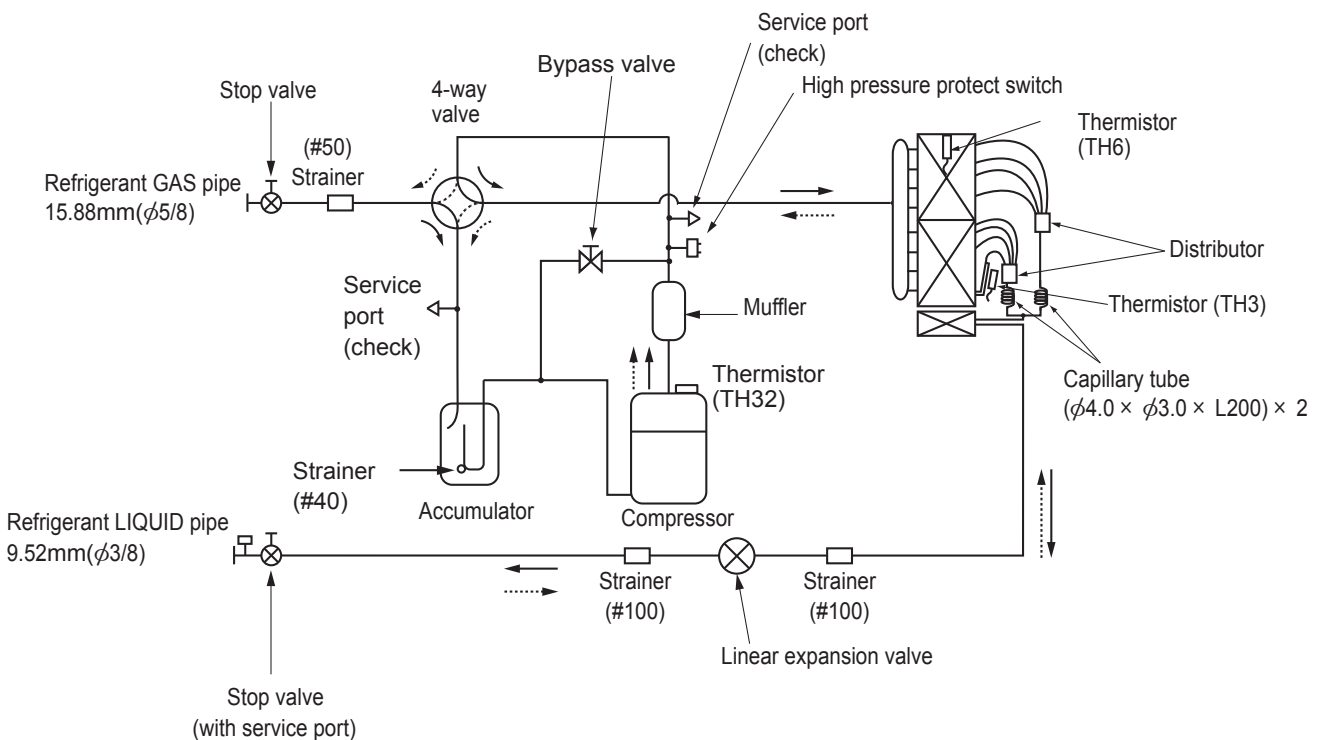 Service port
(check)
Bypass valve
High pressure protect switch
Stop valve
4-way
valve
(#50)
Strainer
Thermistor
(TH6)
Refrigerant GAS pipe
15.88mm(ϕ5/8)
Distributor
Service
port
(check)
Muffler
Thermistor (TH3)
Thermistor
(TH32)
Capillary tube
(ϕ4.0 × ϕ3.0 × L200) × 2
Strainer
(#40)
Accumulator
Compressor
Refrigerant LIQUID pipe
9.52mm(ϕ3/8)
Strainer
(#100)
Strainer
(#100)
Linear expansion valve
Stop valve
(with service port)